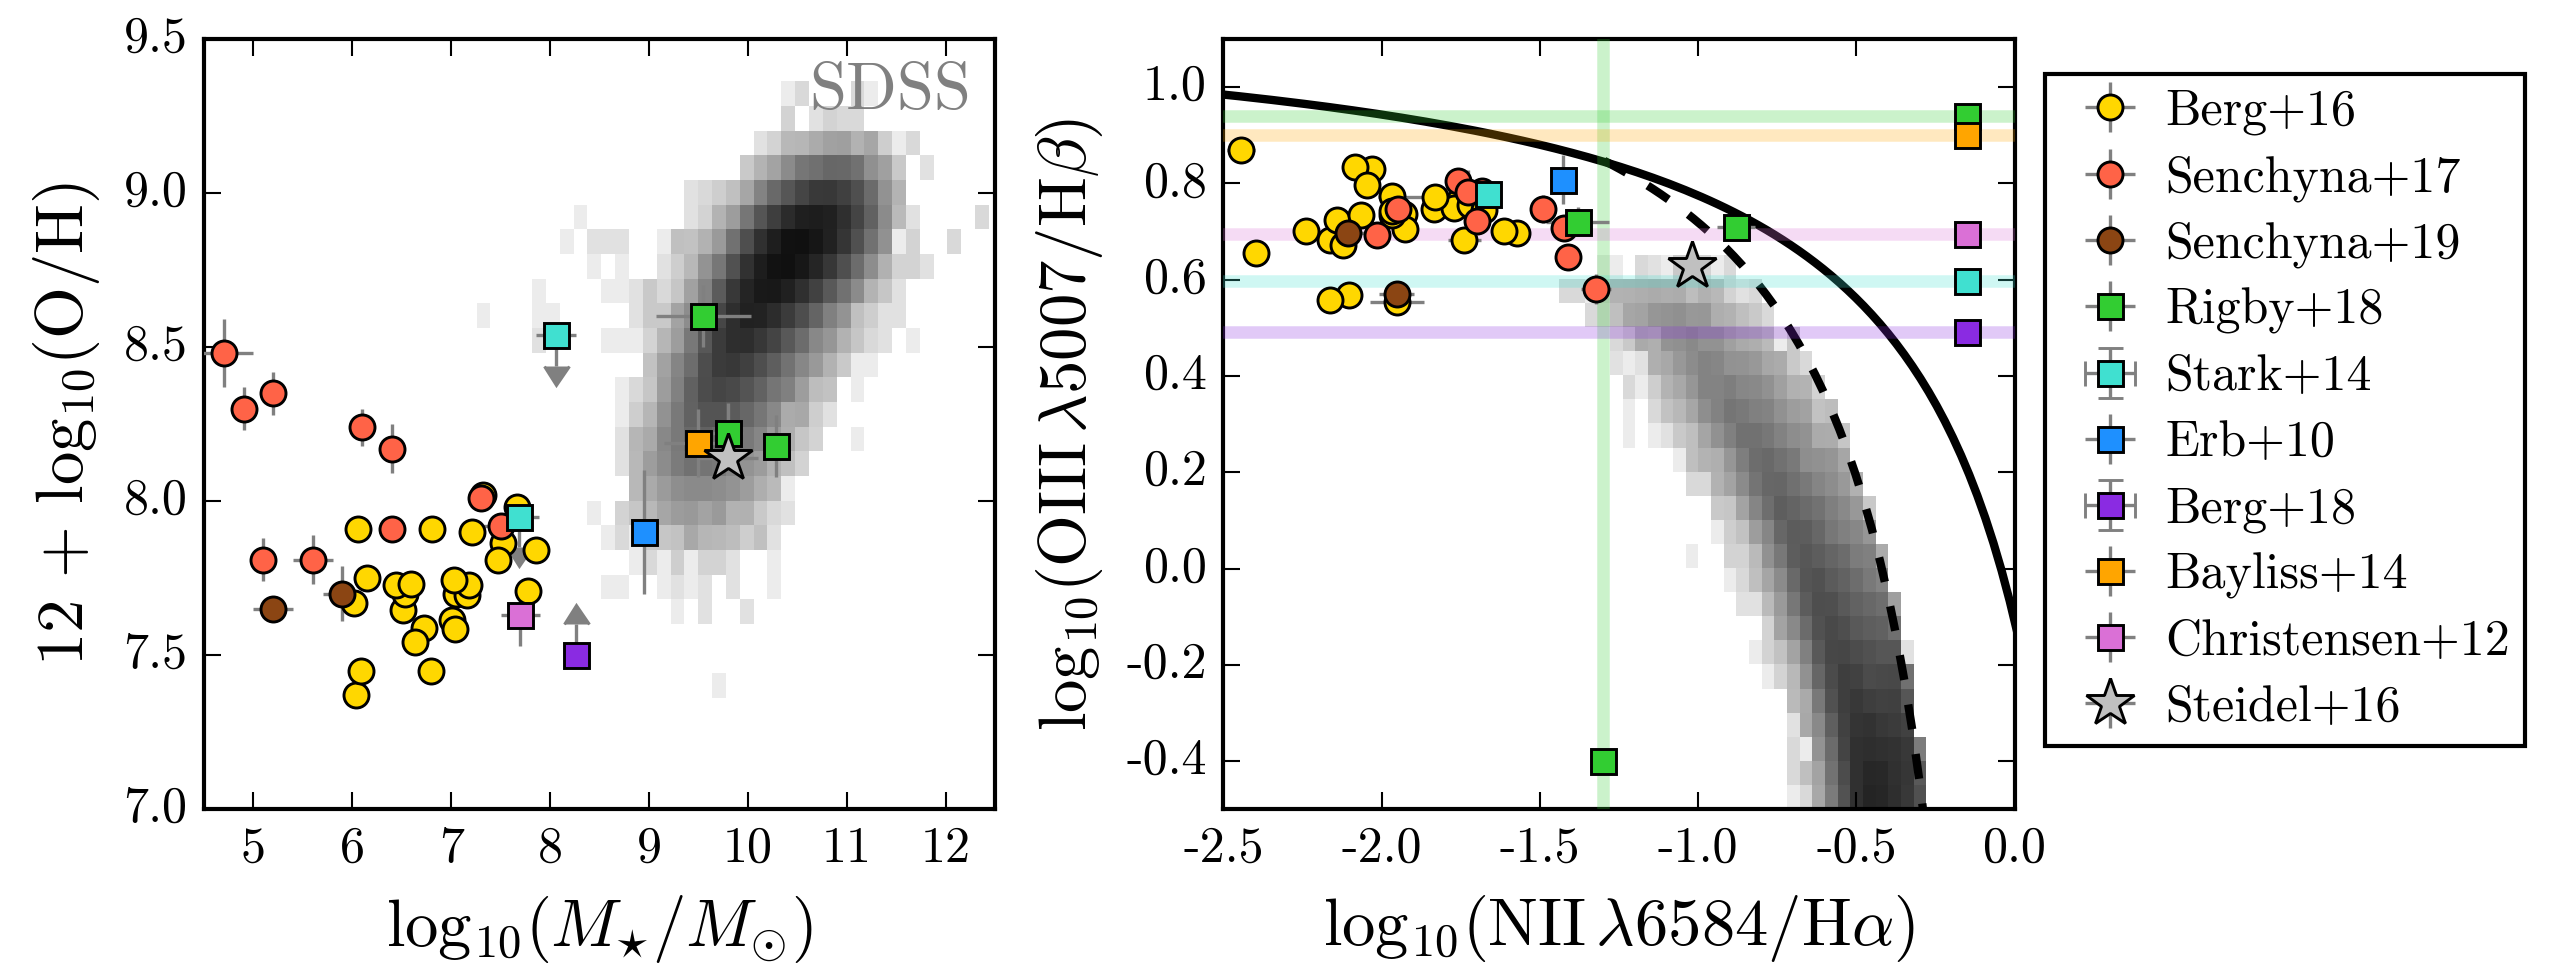 9.5
9.0
8.5
8.0
7.5
7.0
12 + log₁₀(O/H)
SDSS
5 6 7 8 9 10 11 12
log₁₀(M★/M⊙)
1.0
0.8
0.6
0.4
0.2
0.0
-0.2
-0.4
log₁₀(OIII λ5007/Hβ)
-2.5 -2.0 -1.5 -1.0 -0.5 0.0
log₁₀(NII λ6584/Hα)
Berg+16
Senchyna+17
Senchyna+19
Rigby+18
Stark+14
Erb+10
Berg+18
Bayliss+14
Christensen+12
Steidel+16